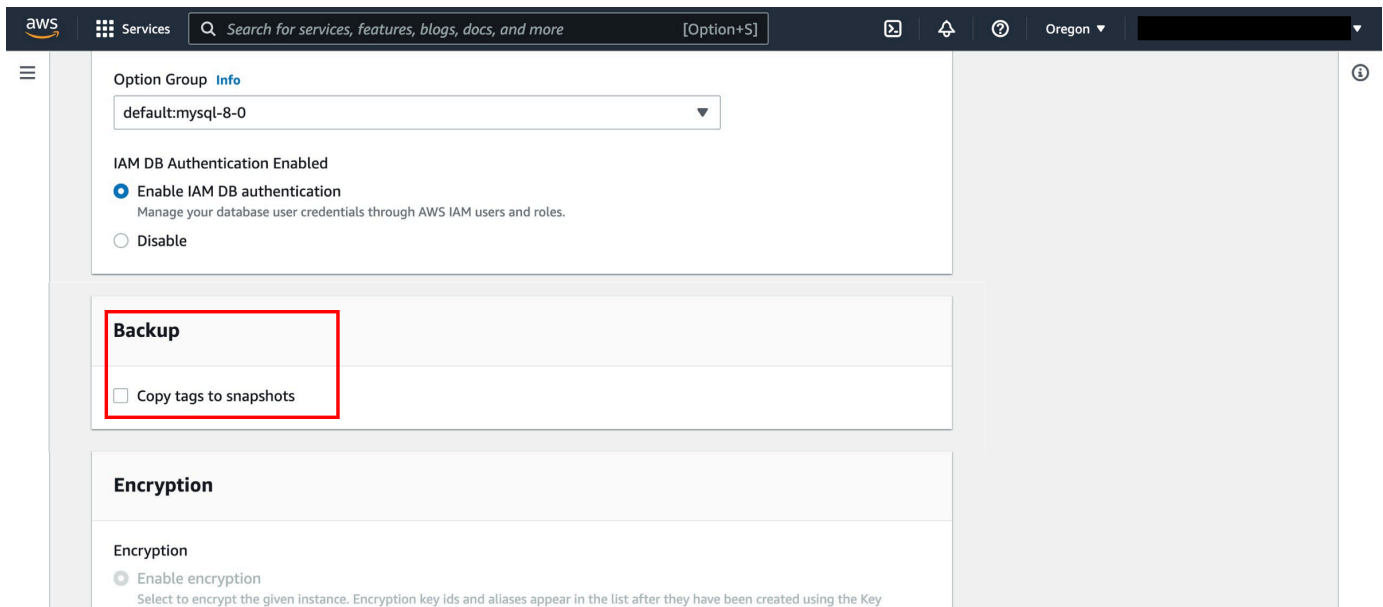 aws
Services
Search for services, features, blogs, docs, and more
[Option+S]
Oregon
Option Group Info
default:mysql-8-0
IAM DB Authentication Enabled
Enable IAM DB authentication
Manage your database user credentials through AWS IAM users and roles.
Disable
Backup
Copy tags to snapshots
Encryption
Encryption
Enable encryption
Select to encrypt the given instance. Encryption key ids and aliases appear in the list after they have been created using the Key